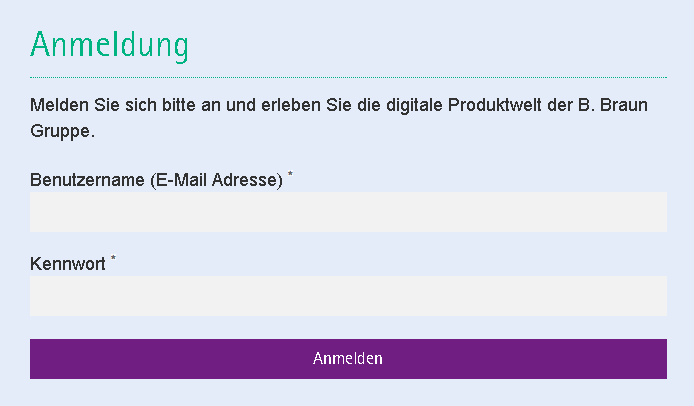 Anmeldung
Melden Sie sich bitte an und erleben Sie die digitale Produktwelt der B. Braun
Gruppe.
Benutzername (E-Mail Adresse) *
Kennwort *
Anmelden